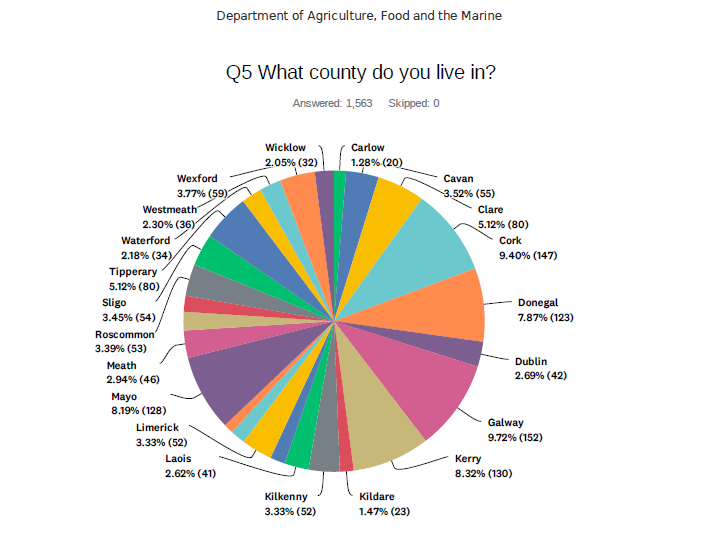 Department of Agriculture, Food and the Marine
Q5 What county do you live in?
Answered: 1,563 Skipped: 0
Wicklow
2.05% (32)
Carlow
1.28% (20)
Wexford
3.77% (59)
Cavan
3.52% (55)
Westmeath
2.30% (36)
Clare
5.12% (80)
Waterford
2.18% (34)
Cork
9.40% (147)
Tipperary
5.12% (80)
Sligo
3.45% (54)
Donegal
7.87% (123)
Roscommon
3.39% (53)
Dublin
2.69% (42)
Meath
2.94% (46)
Mayo
8.19% (128)
Galway
9.72% (152)
Limerick
3.33% (52)
Laois
2.62% (41)
Kerry
8.32% (130)
Kilkenny
3.33% (52)
Kildare
1.47% (23)